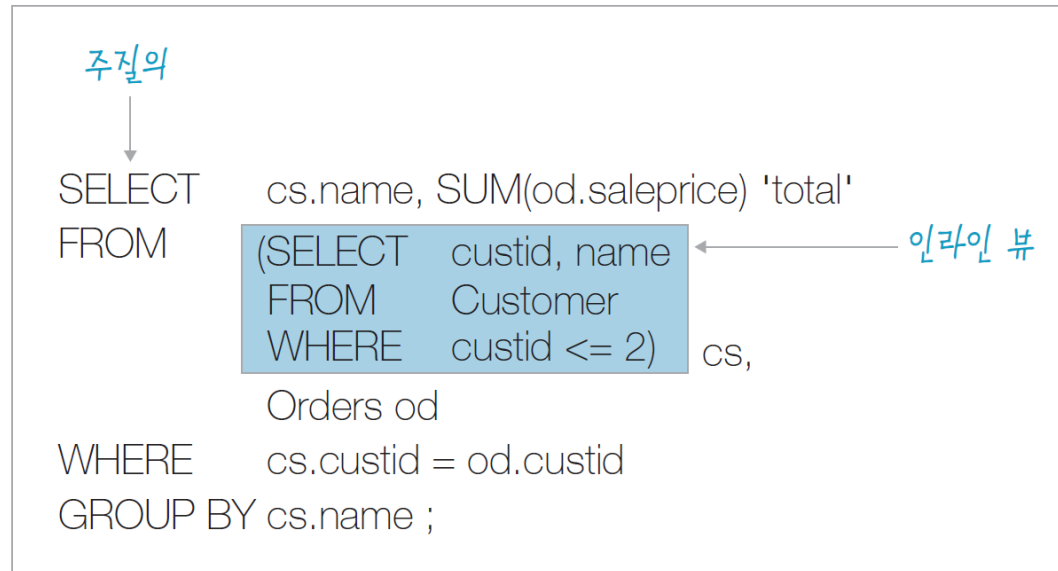 주질의
SELECT cs.name, SUM(od.saleprice) 'total'
FROM (SELECT custid, name
인라인 뷰
FROM Customer
WHERE custid <= 2) cs,
Orders od
WHERE cs.custid = od.custid
GROUP BY cs.name ;